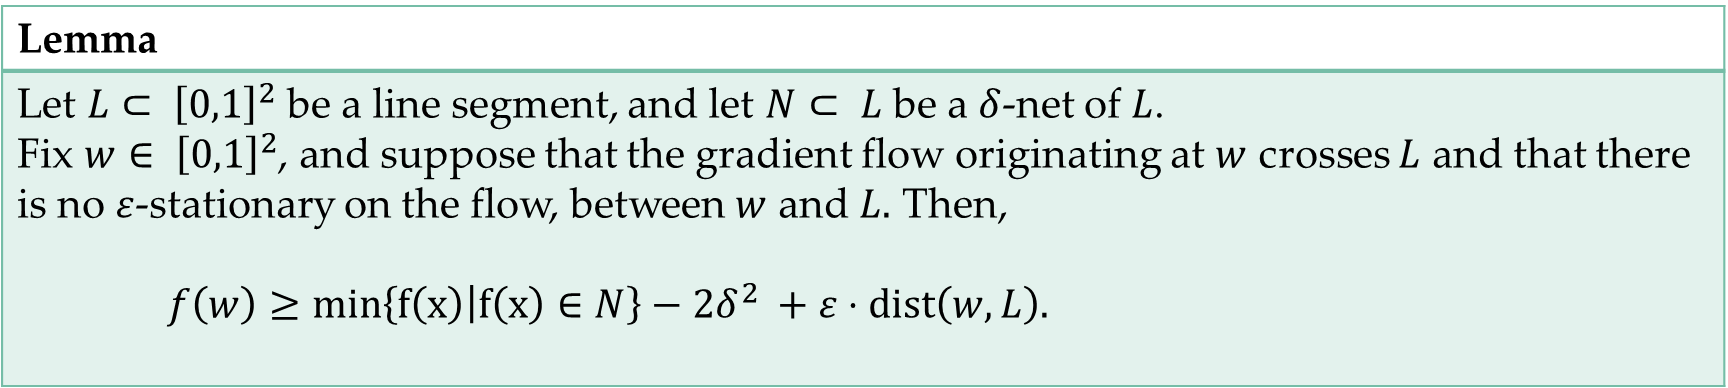 Lemma
Let L ⊂ [0,1]² be a line segment, and let N ⊂ L be a δ-net of L.
Fix w ∈ [0,1]², and suppose that the gradient flow originating at w crosses L and that there
is no ε-stationary on the flow, between w and L. Then,
f(w) ≥ min{f(x)|f(x) ∈ N} − 2δ² + ε · dist(w, L).